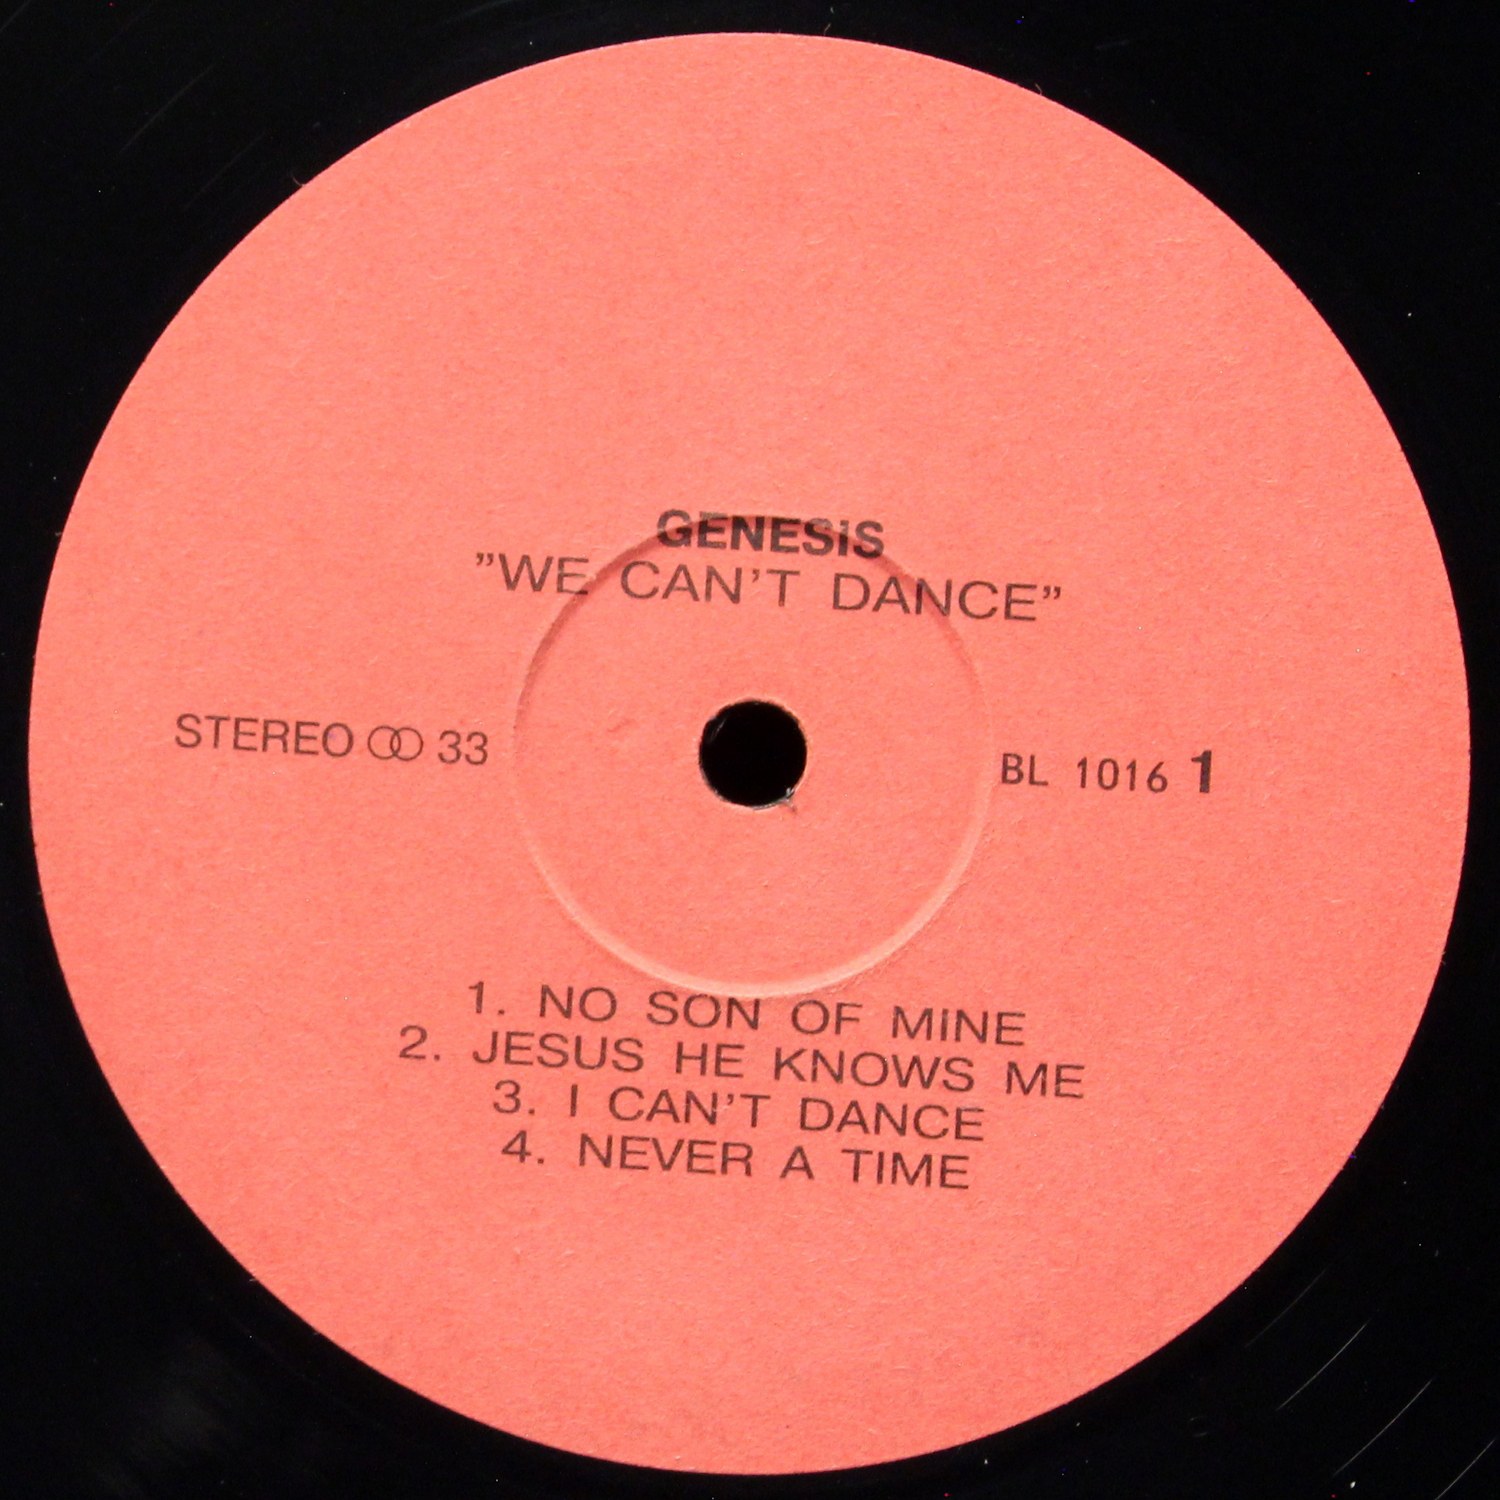 GENESiS
”WE CAN’T DANCE”
STEREO 33
BL 1016 1
1. NO SON OF MINE
2. JESUS HE KNOWS ME
3. I CAN’T DANCE
4. NEVER A TIME